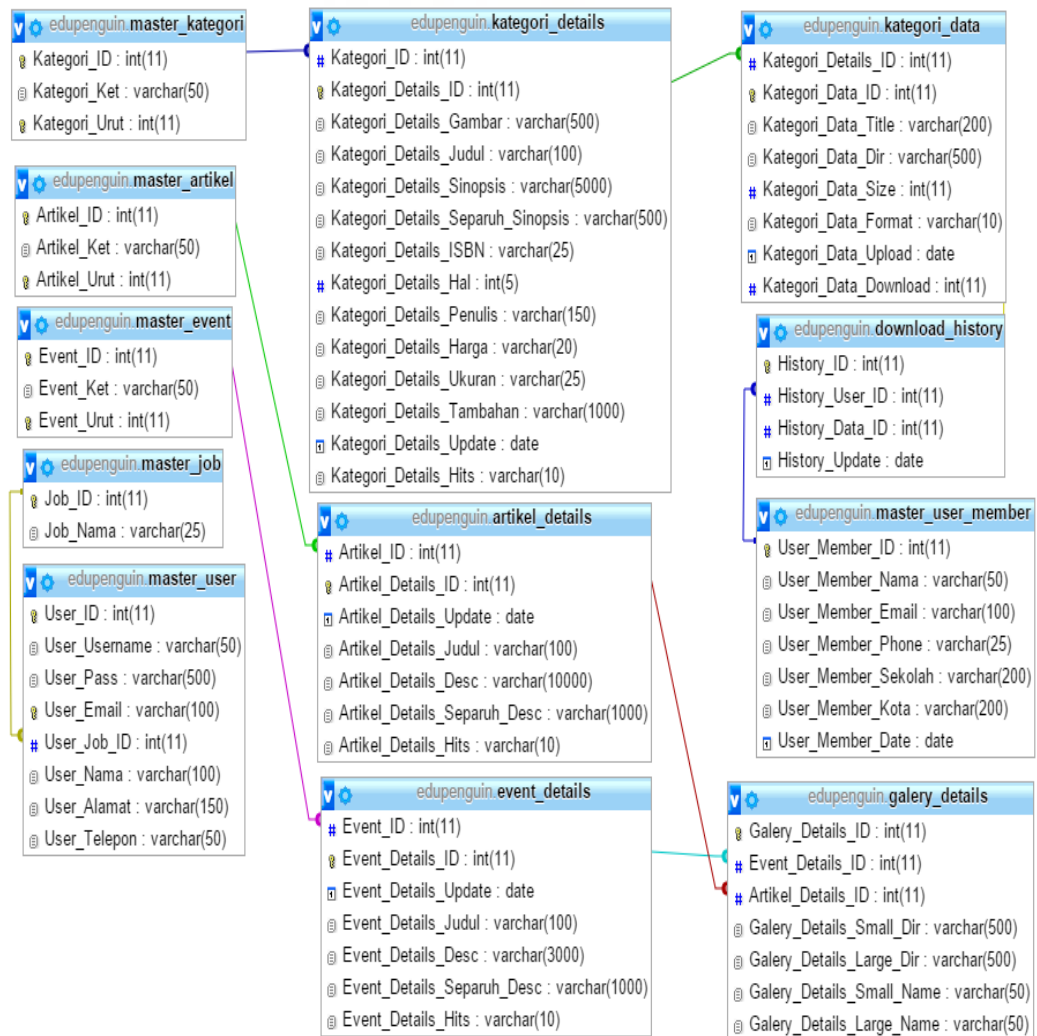 edupenguin.master_kategori
Kategori_ID : int(11)
Kategori_Ket : varchar(50)
Kategori_Urut : int(11)
edupenguin.master_artikel
Artikel_ID : int(11)
Artikel_Ket : varchar(50)
Artikel_Urut : int(11)
edupenguin.master_event
Event_ID : int(11)
Event_Ket : varchar(50)
Event_Urut : int(11)
edupenguin.master_job
Job_ID : int(11)
Job_Nama : varchar(25)
edupenguin.master_user
User_ID : int(11)
User_Username : varchar(50)
User_Pass : varchar(500)
User_Email : varchar(100)
User_Job_ID : int(11)
User_Nama : varchar(100)
User_Alamat : varchar(150)
User_Telepon : varchar(50)
edupenguin.kategori_details
Kategori_ID : int(11)
Kategori_Details_ID : int(11)
Kategori_Details_Gambar : varchar(500)
Kategori_Details_Judul : varchar(100)
Kategori_Details_Sinopsis : varchar(5000)
Kategori_Details_Separuh_Sinopsis : varchar(500)
Kategori_Details_ISBN : varchar(25)
Kategori_Details_Hal : int(5)
Kategori_Details_Penulis : varchar(150)
Kategori_Details_Harga : varchar(20)
Kategori_Details_Ukuran : varchar(25)
Kategori_Details_Tambahan : varchar(1000)
Kategori_Details_Update : date
Kategori_Details_Hits : varchar(10)
edupenguin.artikel_details
Artikel_ID : int(11)
Artikel_Details_ID : int(11)
Artikel_Details_Update : date
Artikel_Details_Judul : varchar(100)
Artikel_Details_Desc : varchar(10000)
Artikel_Details_Separuh_Desc : varchar(1000)
Artikel_Details_Hits : varchar(10)
edupenguin.event_details
Event_ID : int(11)
Event_Details_ID : int(11)
Event_Details_Update : date
Event_Details_Judul : varchar(100)
Event_Details_Desc : varchar(3000)
Event_Details_Separuh_Desc : varchar(1000)
Event_Details_Hits : varchar(10)
edupenguin.kategori_data
Kategori_Details_ID : int(11)
Kategori_Data_ID : int(11)
Kategori_Data_Title : varchar(200)
Kategori_Data_Dir : varchar(500)
Kategori_Data_Size : int(11)
Kategori_Data_Format : varchar(10)
Kategori_Data_Upload : date
Kategori_Data_Download : int(11)
edupenguin.download_history
History_ID : int(11)
History_User_ID : int(11)
History_Data_ID : int(11)
History_Update : date
edupenguin.master_user_member
User_Member_ID : int(11)
User_Member_Nama : varchar(50)
User_Member_Email : varchar(100)
User_Member_Phone : varchar(25)
User_Member_Sekolah : varchar(200)
User_Member_Kota : varchar(200)
User_Member_Date : date
edupenguin.galery_details
Galery_Details_ID : int(11)
Event_Details_ID : int(11)
Artikel_Details_ID : int(11)
Galery_Details_Small_Dir : varchar(500)
Galery_Details_Large_Dir : varchar(500)
Galery_Details_Small_Name : varchar(50)
Galery_Details_Large_Name : varchar(50)